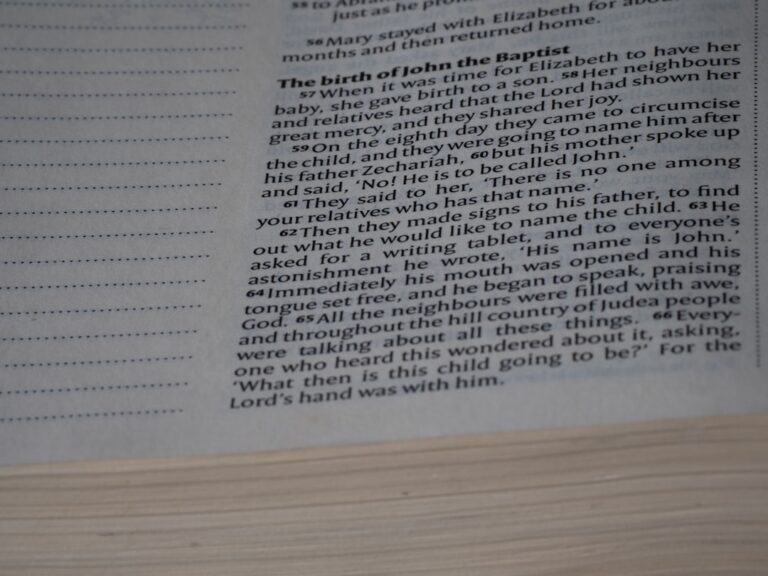 55 to Abra
just as he pro
56 Mary stayed with Elizabeth for abo
months and then returned home.
The birth of John the Baptist
57 When it was time for Elizabeth to have her
baby, she gave birth to a son. 58 Her neighbours
and relatives heard that the Lord had shown her
great mercy, and they shared her joy.
59 On the eighth day they came to circumcise
the child, and they were going to name him after
his father Zechariah, 60 but his mother spoke up
and said, ‘No! He is to be called John.’
61 They said to her, ‘There is no one among
your relatives who has that name.’
62 Then they made signs to his father, to find
out what he would like to name the child. 63 He
asked for a writing tablet, and to everyone’s
astonishment he wrote, ‘His name is John.’
64 Immediately his mouth was opened and his
tongue set free, and he began to speak, praising
God. 65 All the neighbours were filled with awe,
and throughout the hill country of Judea people
were talking about all these things. 66 Every-
one who heard this wondered about it, asking,
‘What then is this child going to be?’ For the
Lord’s hand was with him.